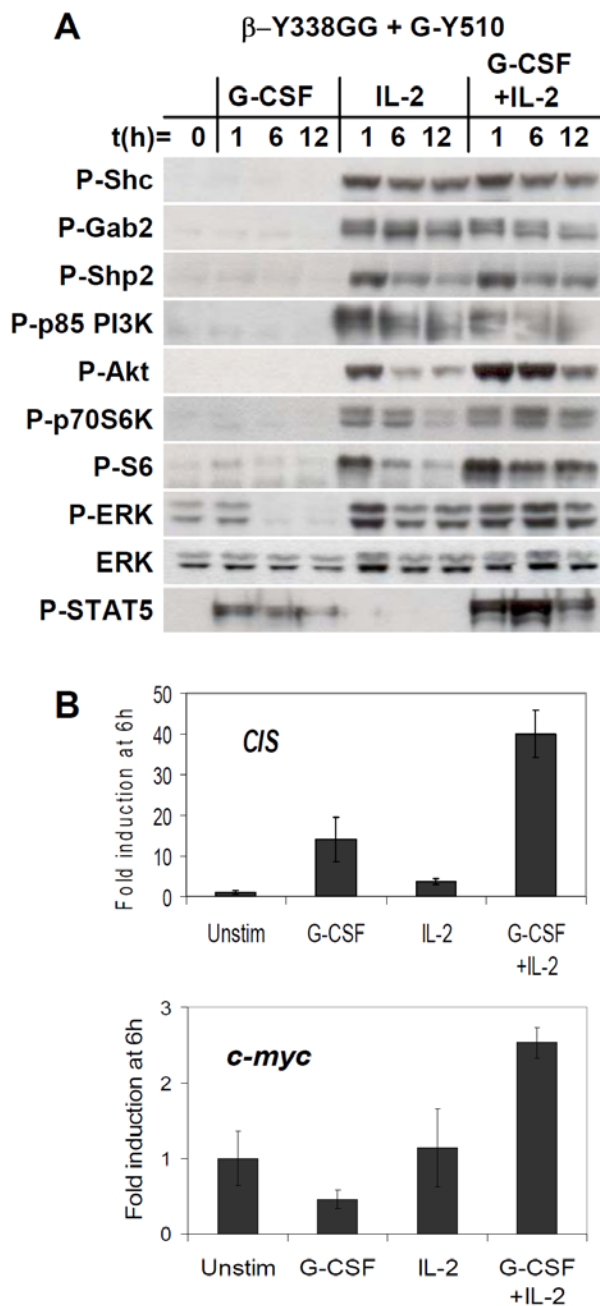 A
β–Y338GG + G-Y510
G-CSF IL-2 G-CSF +IL-2
t(h)= 0 1 6 12 1 6 12 1 6 12
P-Shc
P-Gab2
P-Shp2
P-p85 PI3K
P-Akt
P-p70S6K
P-S6
P-ERK
ERK
P-STAT5
B
Fold induction at 6h
50
40
30
20
10
0
CIS
Unstim G-CSF IL-2 G-CSF +IL-2
Fold induction at 6h
3
2
1
0
c-myc
Unstim G-CSF IL-2 G-CSF +IL-2